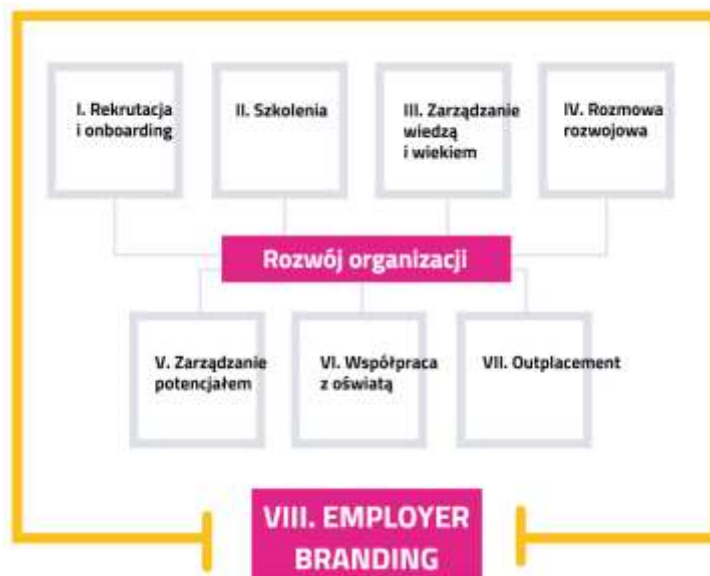 I. Rekrutacja
i onboarding
II. Szkolenia
III. Zarządzanie
wiedzą
i wiekiem
IV. Rozmowa
rozwojowa
Rozwój organizacji
V. Zarządzanie
potencjałem
VI. Współpraca
z oświatą
VII. Outplacement
VIII. EMPLOYER
BRANDING